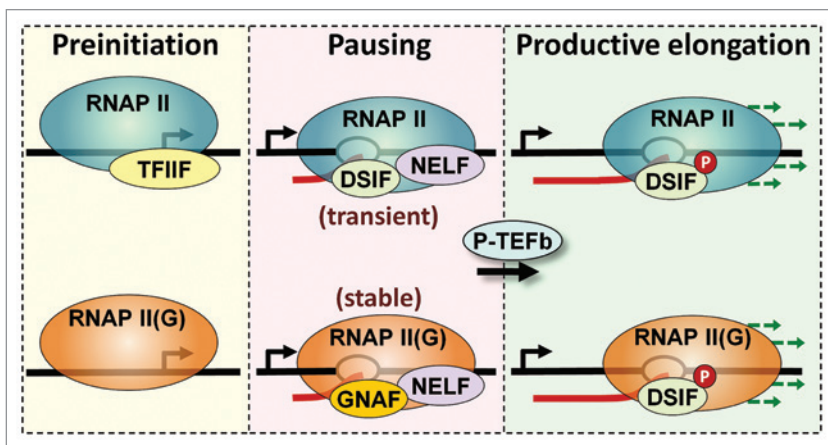 Preinitiation
Pausing
Productive elongation
RNAP II
TFIIF
RNAP II
DSIF
NELF
(transient)
RNAP II
P
DSIF
P-TEFb
RNAP II(G)
(stable)
RNAP II(G)
GNAF
NELF
RNAP II(G)
P
DSIF